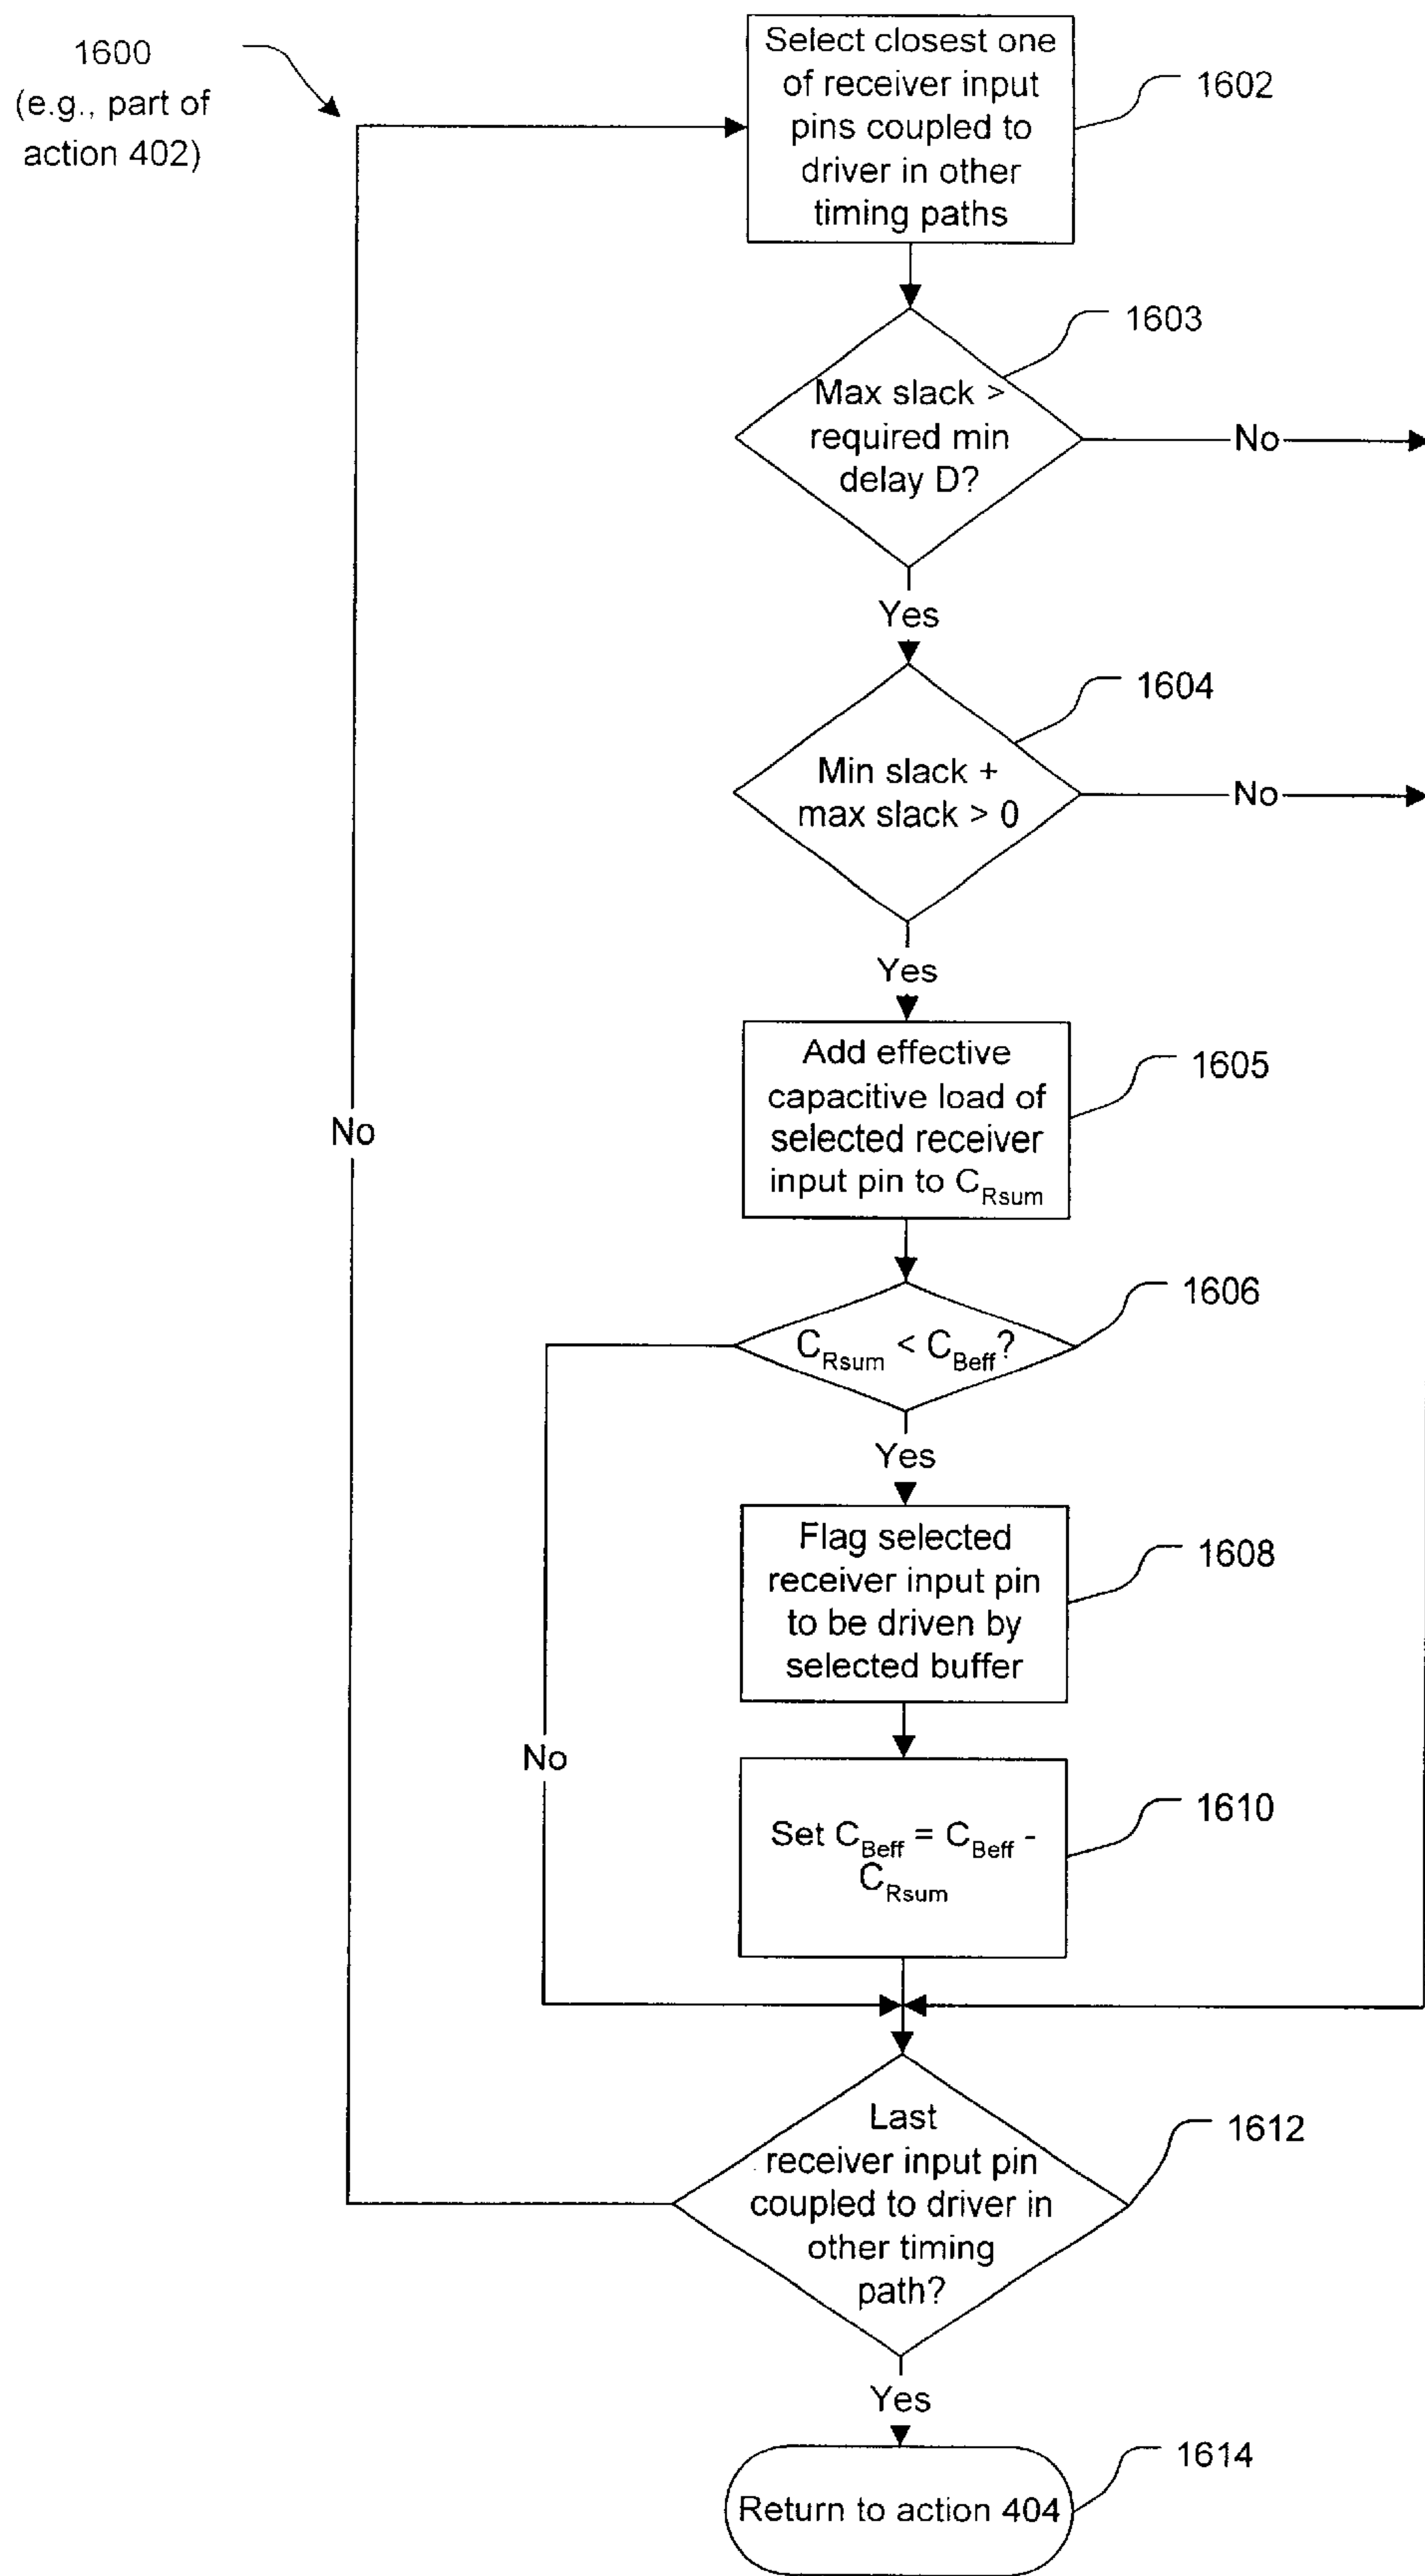 1600
(e.g., part of
action 402)
Select closest one
of receiver input
pins coupled to
driver in other
timing paths
1602
1603
Max slack >
required min
delay D?
No
Yes
1604
Min slack +
max slack > 0
No
Yes
Add effective
capacitive load of
selected receiver
input pin to C_Rsum
1605
No
1606
C_Rsum < C_Beff?
Yes
Flag selected
receiver input pin
to be driven by
selected buffer
1608
No
Set C_Beff = C_Beff -
C_Rsum
1610
Last
receiver input pin
coupled to driver in
other timing
path?
1612
Yes
Return to action 404
1614